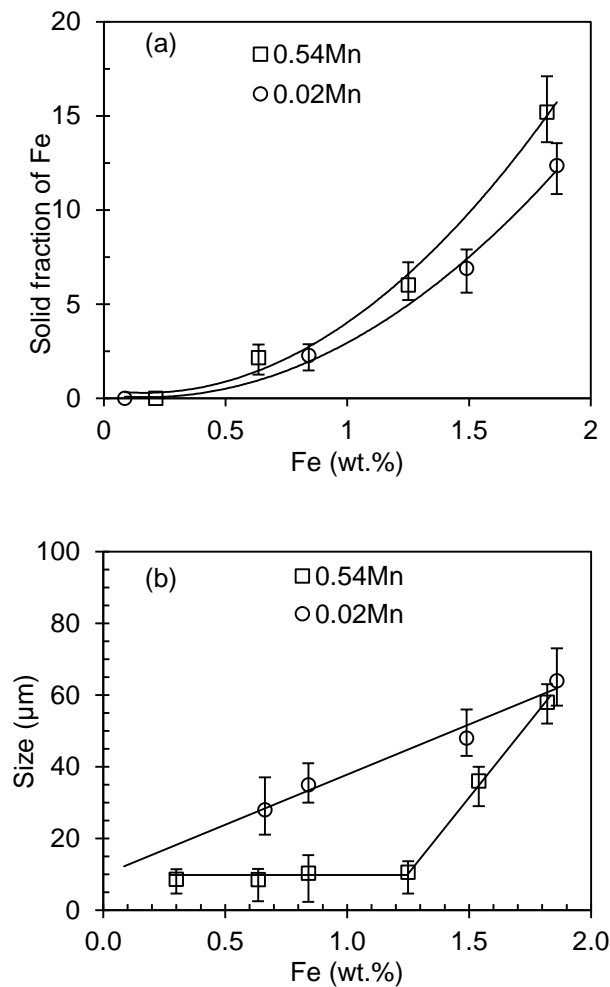 20
(a)
0.54Mn
0.02Mn
15
10
5
0
Solid fraction of Fe
0 0.5 1 1.5 2
Fe (wt.%)
100
(b)
0.54Mn
0.02Mn
80
60
40
20
0
Size (μm)
0.0 0.5 1.0 1.5 2.0
Fe (wt.%)